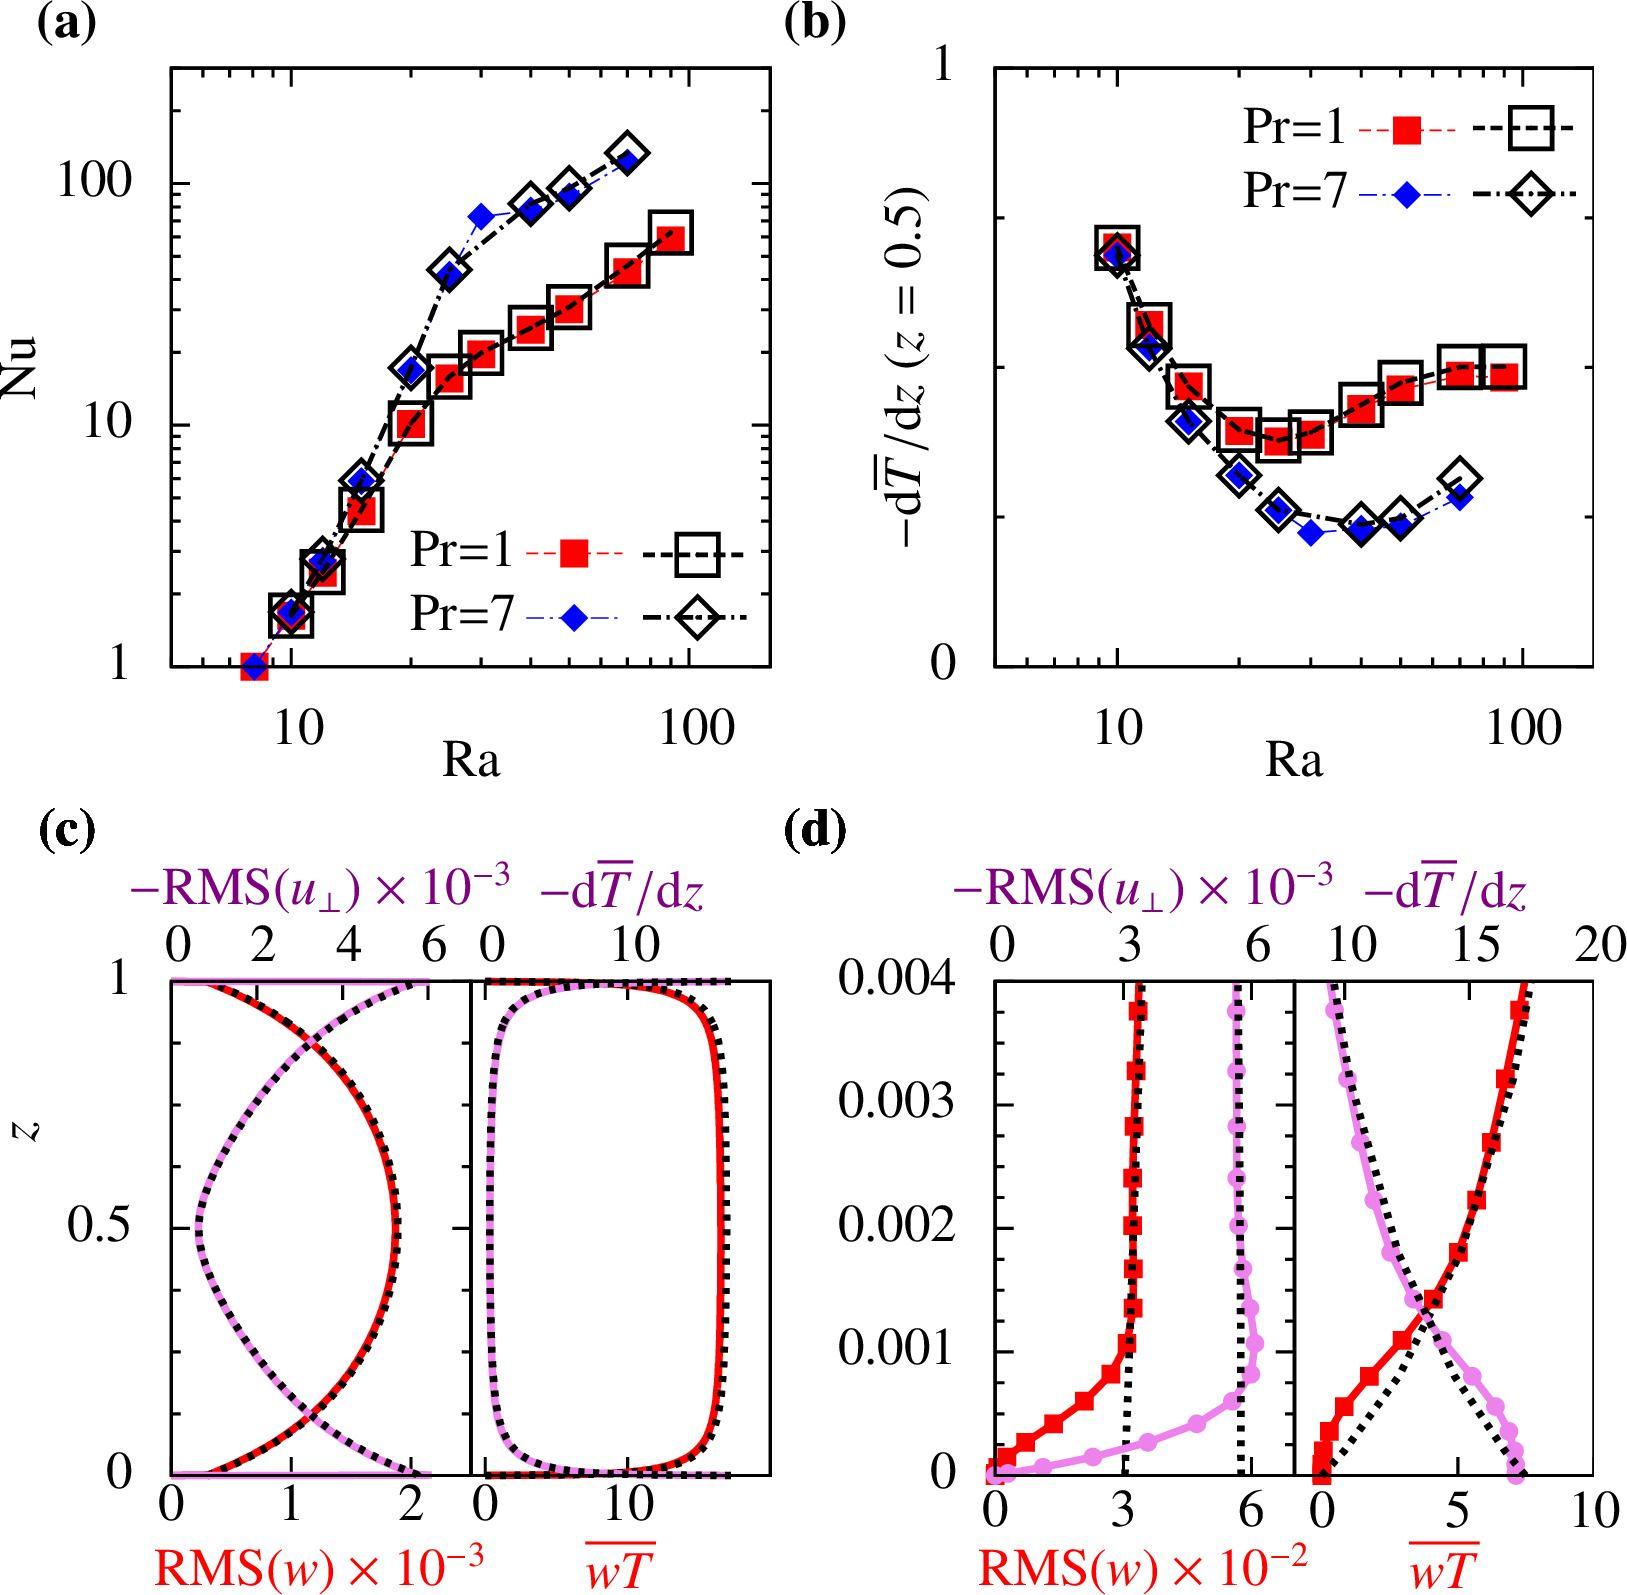 (a)
Nu
100
10
1
Pr=1
Pr=7
10 100
Ra
(b)
−dT̅/dz (z = 0.5)
1
0
Pr=1
Pr=7
10 100
Ra
(c)
−RMS(u⊥) × 10⁻³ −dT̅/dz
0 2 4 6 0 10
z
1
0.5
0
0 1 2 0 10
RMS(w) × 10⁻³ w̅T̅
(d)
−RMS(u⊥) × 10⁻³ −dT̅/dz
0 3 6 10 15 20
0.004
0.003
0.002
0.001
0
0 3 6 0 5 10
RMS(w) × 10⁻² w̅T̅